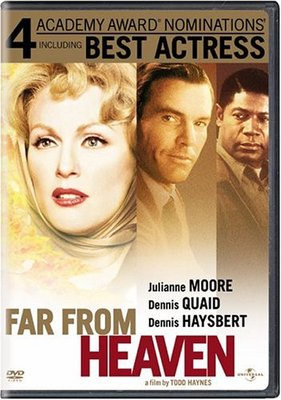 4 ACADEMY AWARD® NOMINATIONS
INCLUDING BEST ACTRESS
Julianne MOORE
Dennis QUAID
Dennis HAYSBERT
FAR FROM
HEAVEN
a film by TODD HAYNES
DVD
VIDEO
UNIVERSAL